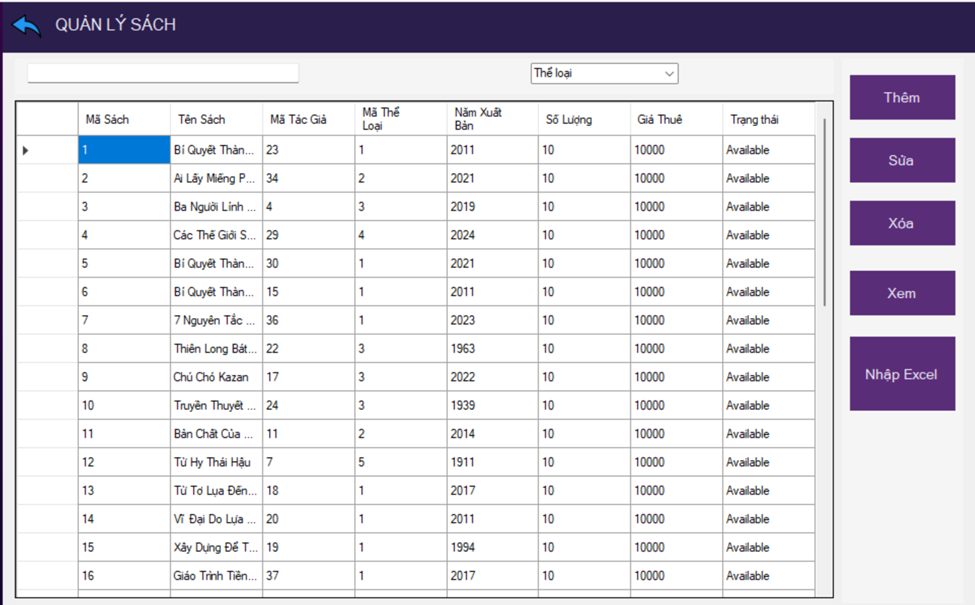 QUẢN LÝ SÁCH
Thể loại
Thêm
Sửa
Xóa
Xem
Nhập Excel
Mã Sách Tên Sách Mã Tác Giả Mã Thể Loại Năm Xuất Bản Số Lượng Giá Thuê Trạng thái
1 Bí Quyết Thàn... 23 1 2011 10 10000 Available
2 Ai Lấy Miếng P... 34 2 2021 10 10000 Available
3 Ba Người Lính ... 4 3 2019 10 10000 Available
4 Các Thế Giới S... 29 4 2024 10 10000 Available
5 Bí Quyết Thàn... 30 1 2021 10 10000 Available
6 Bí Quyết Thàn... 15 1 2011 10 10000 Available
7 7 Nguyên Tắc ... 36 1 2023 10 10000 Available
8 Thiên Long Bát... 22 3 1963 10 10000 Available
9 Chú Chó Kazan 17 3 2022 10 10000 Available
10 Truyền Thuyết ... 24 3 1939 10 10000 Available
11 Bản Chất Của ... 11 2 2014 10 10000 Available
12 Từ Hy Thái Hậu 7 5 1911 10 10000 Available
13 Từ Tơ Lụa Đến... 18 1 2017 10 10000 Available
14 Vĩ Đại Do Lựa ... 20 1 2011 10 10000 Available
15 Xây Dựng Để T... 19 1 1994 10 10000 Available
16 Giáo Trình Tiền... 37 1 2017 10 10000 Available